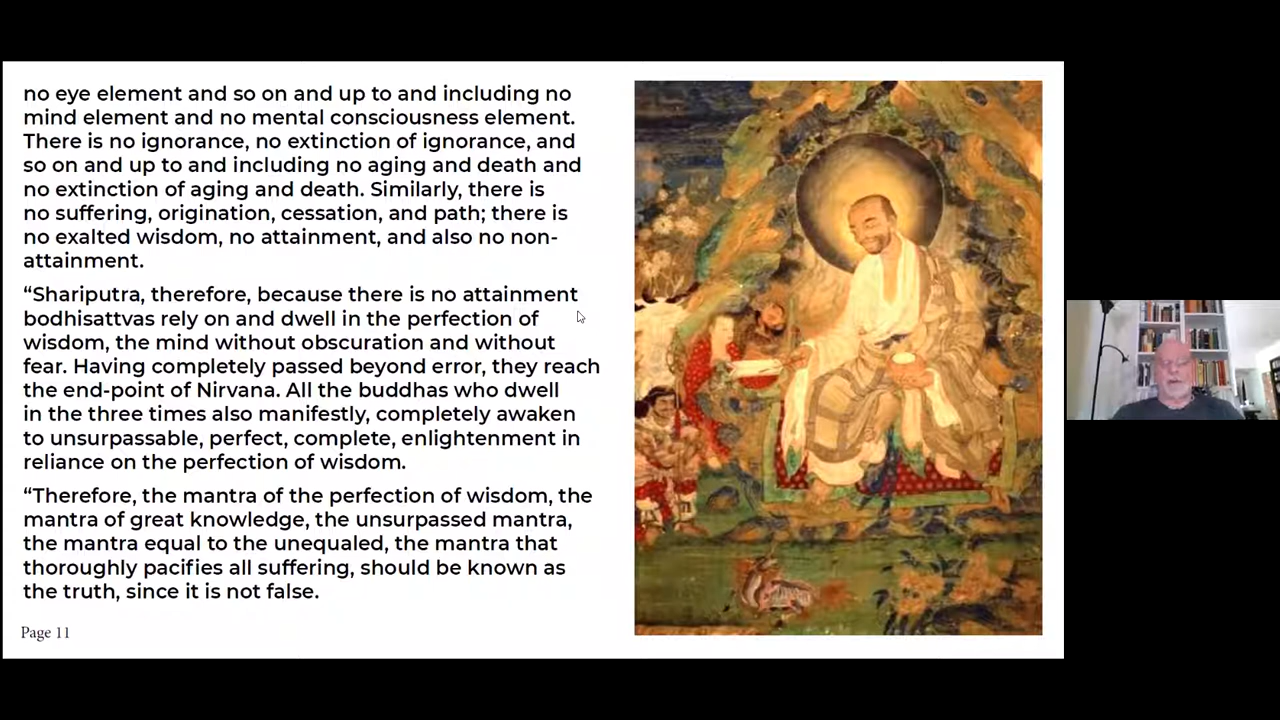 no eye element and so on and up to and including no
mind element and no mental consciousness element.
There is no ignorance, no extinction of ignorance, and
so on and up to and including no aging and death and
no extinction of aging and death. Similarly, there is
no suffering, origination, cessation, and path; there is
no exalted wisdom, no attainment, and also no non-
attainment.
“Shariputra, therefore, because there is no attainment
bodhisattvas rely on and dwell in the perfection of
wisdom, the mind without obscuration and without
fear. Having completely passed beyond error, they reach
the end-point of Nirvana. All the buddhas who dwell
in the three times also manifestly, completely awaken
to unsurpassable, perfect, complete, enlightenment in
reliance on the perfection of wisdom.
“Therefore, the mantra of the perfection of wisdom, the
mantra of great knowledge, the unsurpassed mantra,
the mantra equal to the unequaled, the mantra that
thoroughly pacifies all suffering, should be known as
the truth, since it is not false.
Page 11